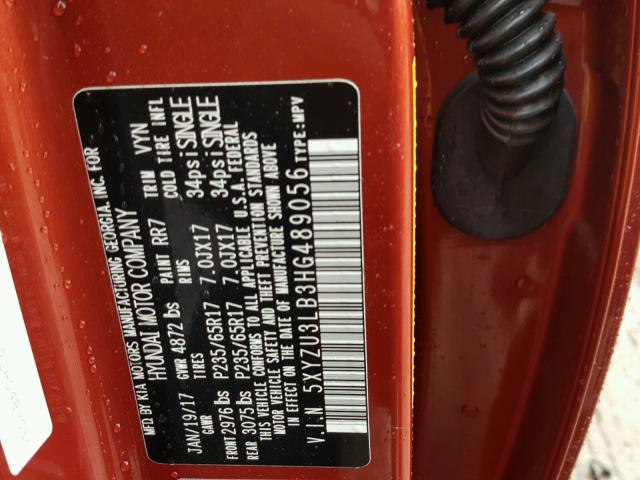 MFD BY KIA MOTORS MANUFACTURING GEORGIA, INC. FOR
HYUNDAI MOTOR COMPANY
JAN/19/17 GVWR 4872 lbs PAINT RR7 TRIM VYN
GAWR TIRES RIMS COLD TIRE INFL
FRONT 2976 lbs P235/65R17 7.0JX17 34psi SINGLE
REAR 3075 lbs P235/65R17 7.0JX17 34psi SINGLE
THIS VEHICLE CONFORMS TO ALL APPLICABLE U.S.A. FEDERAL
MOTOR VEHICLE SAFETY AND THEFT PREVENTION STANDARDS
IN EFFECT ON THE DATE OF MANUFACTURE SHOWN ABOVE
V.I.N 5XYZU3LB3HG489056 TYPE:MPV